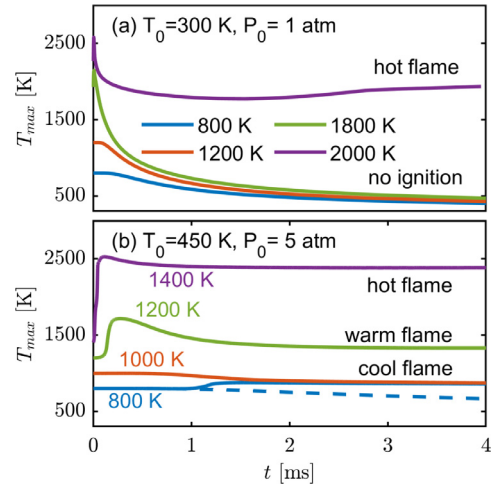 (a) T₀=300 K, P₀= 1 atm
2500
hot flame
T_max [K]
1500
800 K
1800 K
1200 K
2000 K
no ignition
500
(b) T₀=450 K, P₀= 5 atm
2500
1400 K
hot flame
T_max [K]
1200 K
1500
warm flame
1000 K
cool flame
800 K
500
0
1
2
3
4
t [ms]